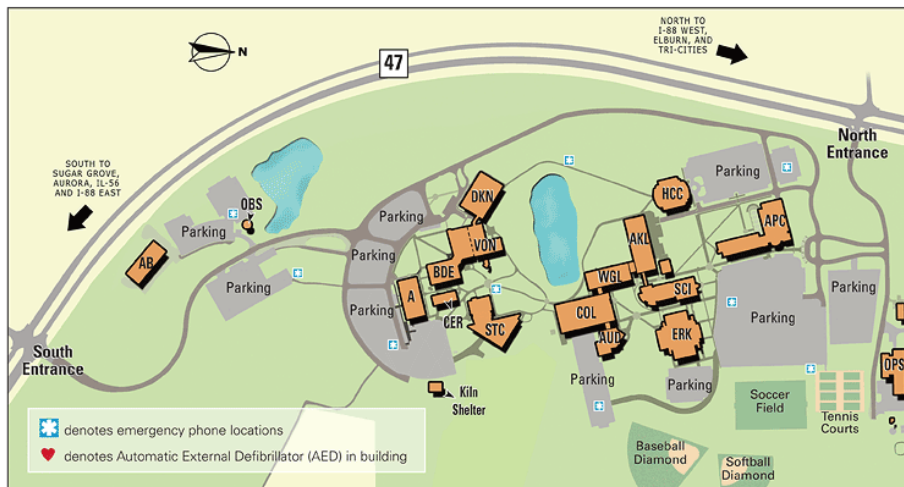 NORTH TO
I-88 WEST,
ELBURN, AND
TRI-CITIES
N
47
North
Entrance
SOUTH TO
SUGAR GROVE,
AURORA, IL-56
AND I-88 EAST
OBS
Parking
AB
Parking
South
Entrance
DKN
Parking
VON
Parking
BDE
A
Parking
CER
STC
Kiln
Shelter
HCC
Parking
APC
AKL
WGL
SCI
COL
AUD
ERK
Parking
Parking
Parking
Parking
OPS
Soccer
Field
Tennis
Courts
Baseball
Diamond
Softball
Diamond
denotes emergency phone locations
denotes Automatic External Defibrillator (AED) in building